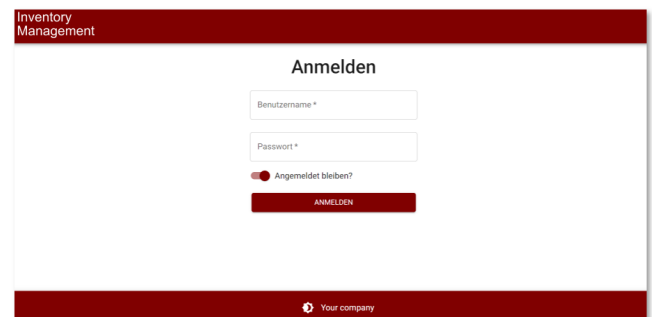 Inventory
Management
Anmelden
Benutzername *
Passwort *
Angemeldet bleiben?
ANMELDEN
Your company